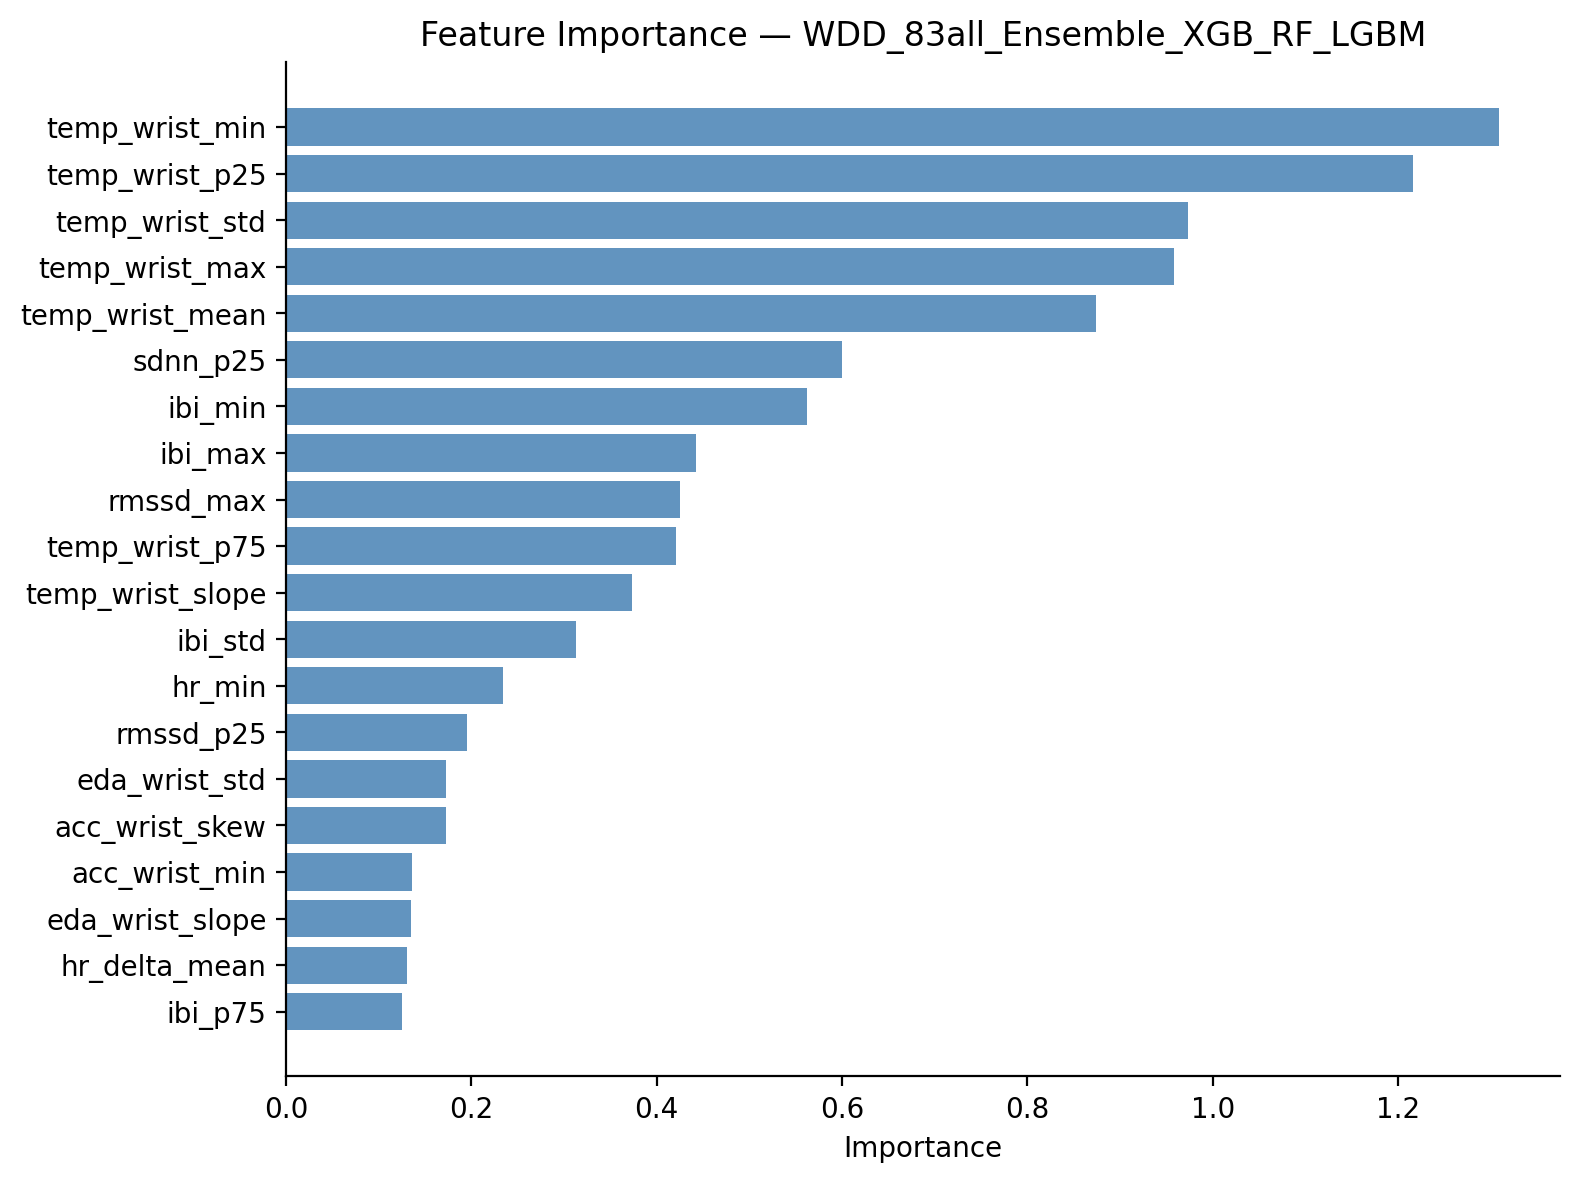 Feature Importance — WDD_83all_Ensemble_XGB_RF_LGBM
temp_wrist_min
temp_wrist_p25
temp_wrist_std
temp_wrist_max
temp_wrist_mean
sdnn_p25
ibi_min
ibi_max
rmssd_max
temp_wrist_p75
temp_wrist_slope
ibi_std
hr_min
rmssd_p25
eda_wrist_std
acc_wrist_skew
acc_wrist_min
eda_wrist_slope
hr_delta_mean
ibi_p75
0.0 0.2 0.4 0.6 0.8 1.0 1.2
Importance